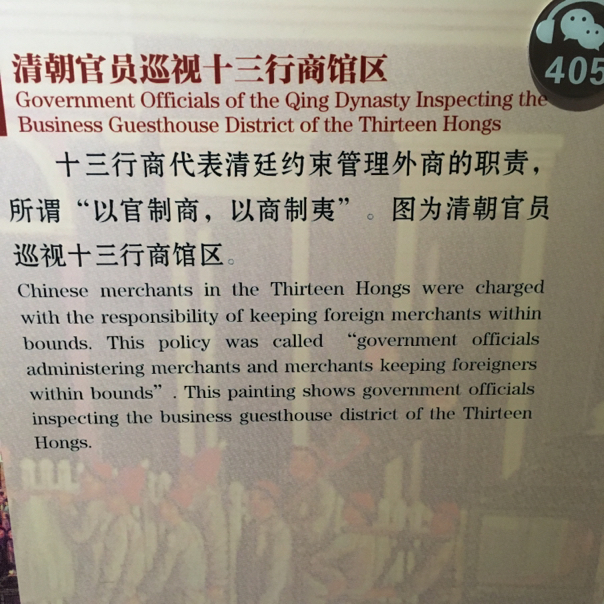 清朝官员巡视十三行商馆区
Government Officials of the Qing Dynasty Inspecting the
Business Guesthouse District of the Thirteen Hongs
405
十三行商代表清廷约束管理外商的职责，
所谓“以官制商，以商制夷”。图为清朝官员
巡视十三行商馆区。
Chinese merchants in the Thirteen Hongs were charged
with the responsibility of keeping foreign merchants within
bounds. This policy was called “government officials
administering merchants and merchants keeping foreigners
within bounds” . This painting shows government officials
inspecting the business guesthouse district of the Thirteen
Hongs.